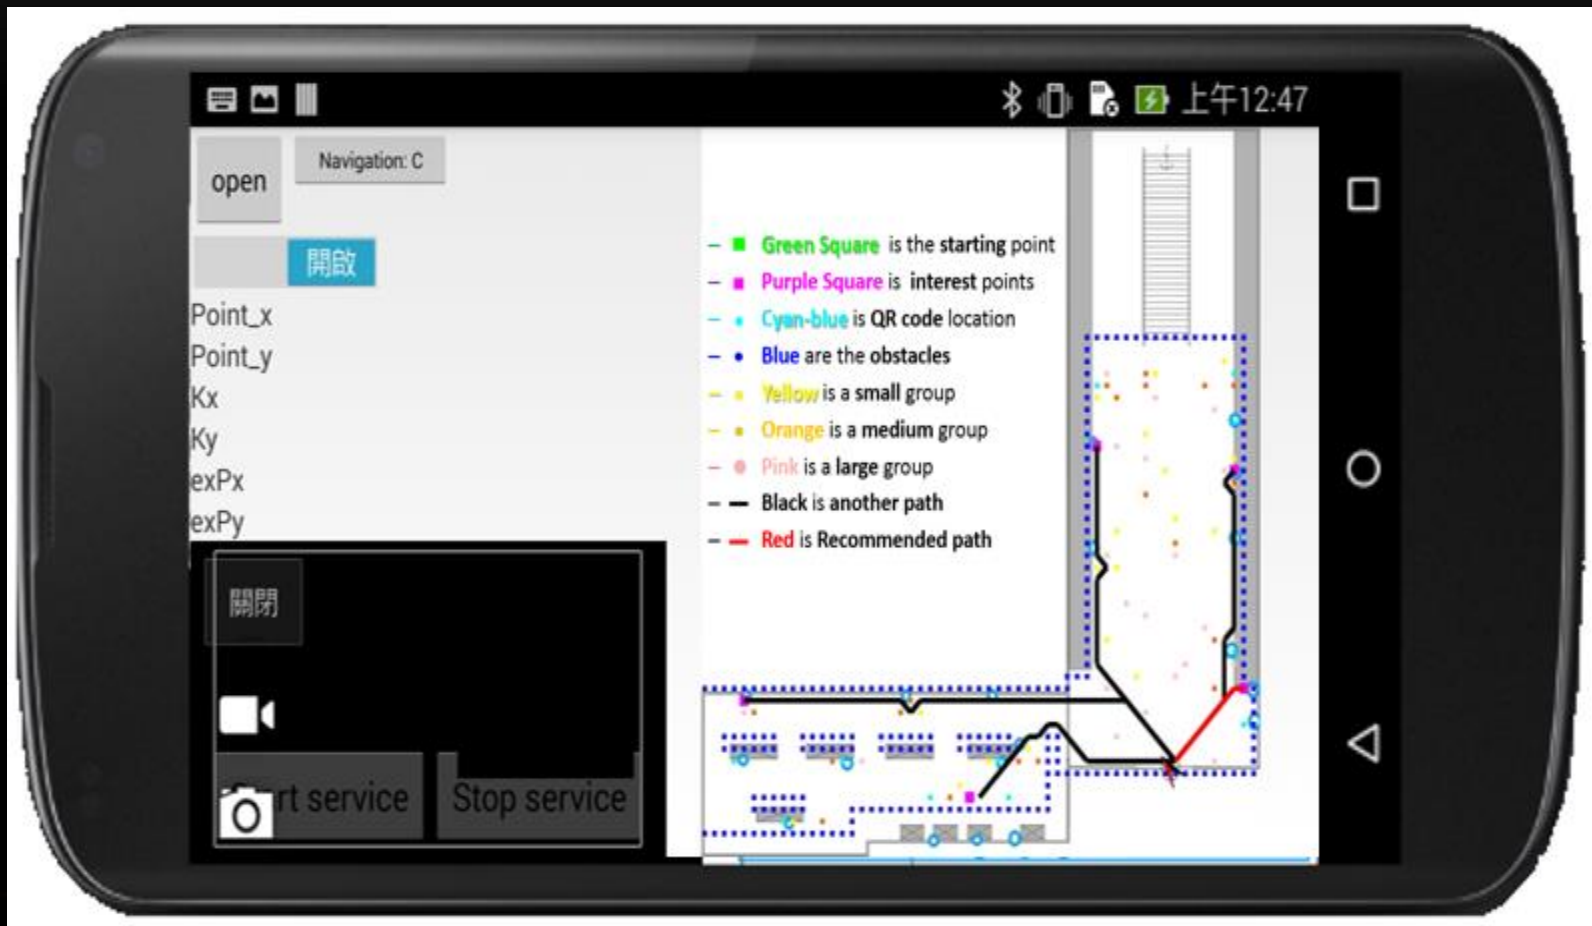 上午12:47
open
Navigation: C
開啟
Point_x
Point_y
Kx
Ky
exPx
exPy
關閉
rt service
Stop service
Green Square is the starting point
Purple Square is interest points
Cyan-blue is QR code location
Blue are the obstacles
Yellow is a small group
Orange is a medium group
Pink is a large group
Black is another path
Red is Recommended path